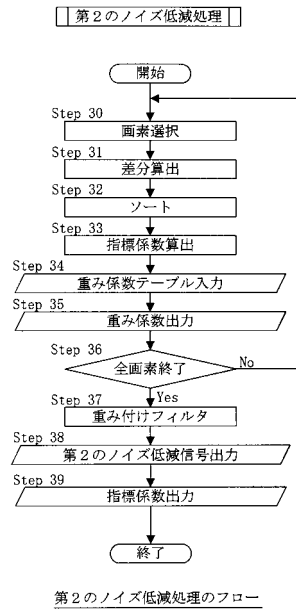 第２のノイズ低減処理
開始
Step 30
画素選択
Step 31
差分算出
Step 32
ソート
Step 33
指標係数算出
Step 34
重み係数テーブル入力
Step 35
重み係数出力
Step 36
全画素終了
No
Yes
Step 37
重み付けフィルタ
Step 38
第２のノイズ低減信号出力
Step 39
指標係数出力
終了
第２のノイズ低減処理のフロー